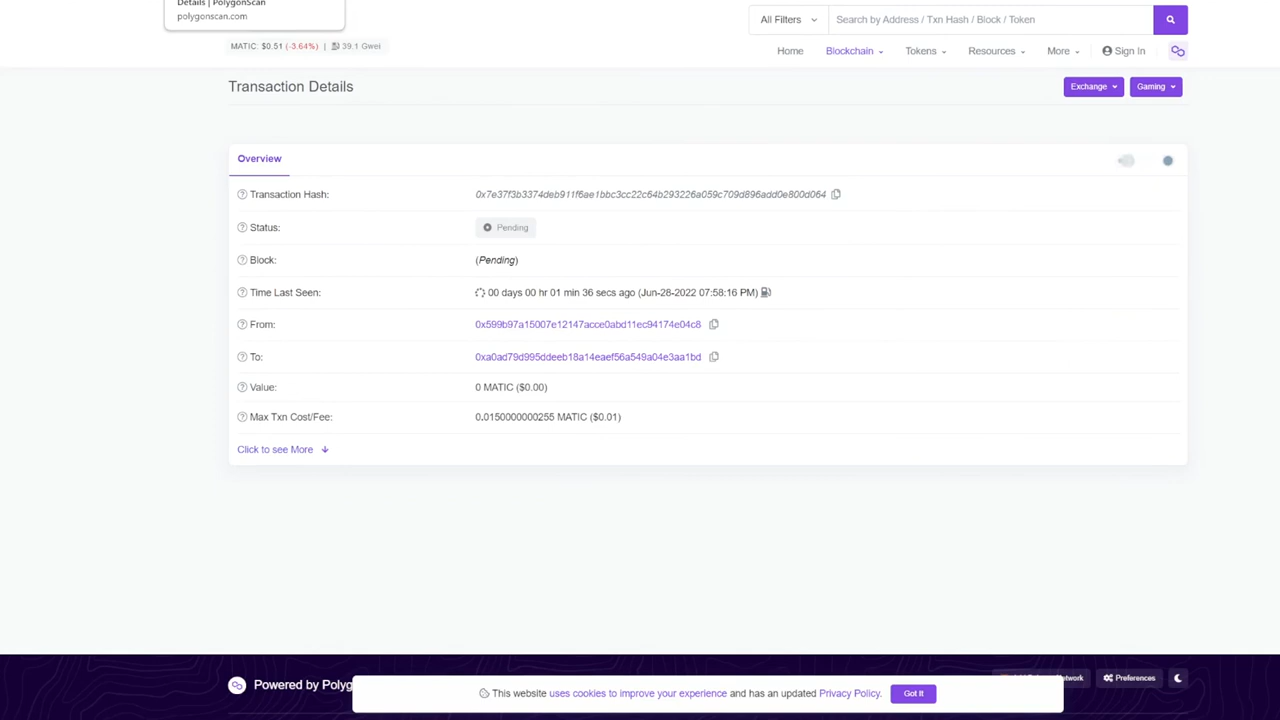 Details | PolygonScan
polygonscan.com
All Filters
Search by Address / Txn Hash / Block / Token
MATIC: $0.51 (-3.64%) | 39.1 Gwei
Home Blockchain Tokens Resources More Sign In
Transaction Details
Exchange Gaming
Overview
Transaction Hash: 0x7e37f3b3374deb911f6ae1bbc3cc22c64b293226a059c709d896add0e800d064
Status: Pending
Block: (Pending)
Time Last Seen: 00 days 00 hr 01 min 36 secs ago (Jun-28-2022 07:58:16 PM)
From: 0x599b97a15007e12147acce0abd11ec94174e04c8
To: 0xa0ad79d995ddeeb18a14eaef56a549a04e3aa1bd
Value: 0 MATIC ($0.00)
Max Txn Cost/Fee: 0.0150000000255 MATIC ($0.01)
Click to see More
Powered by Polyg
Network Preferences
This website uses cookies to improve your experience and has an updated Privacy Policy. Got It